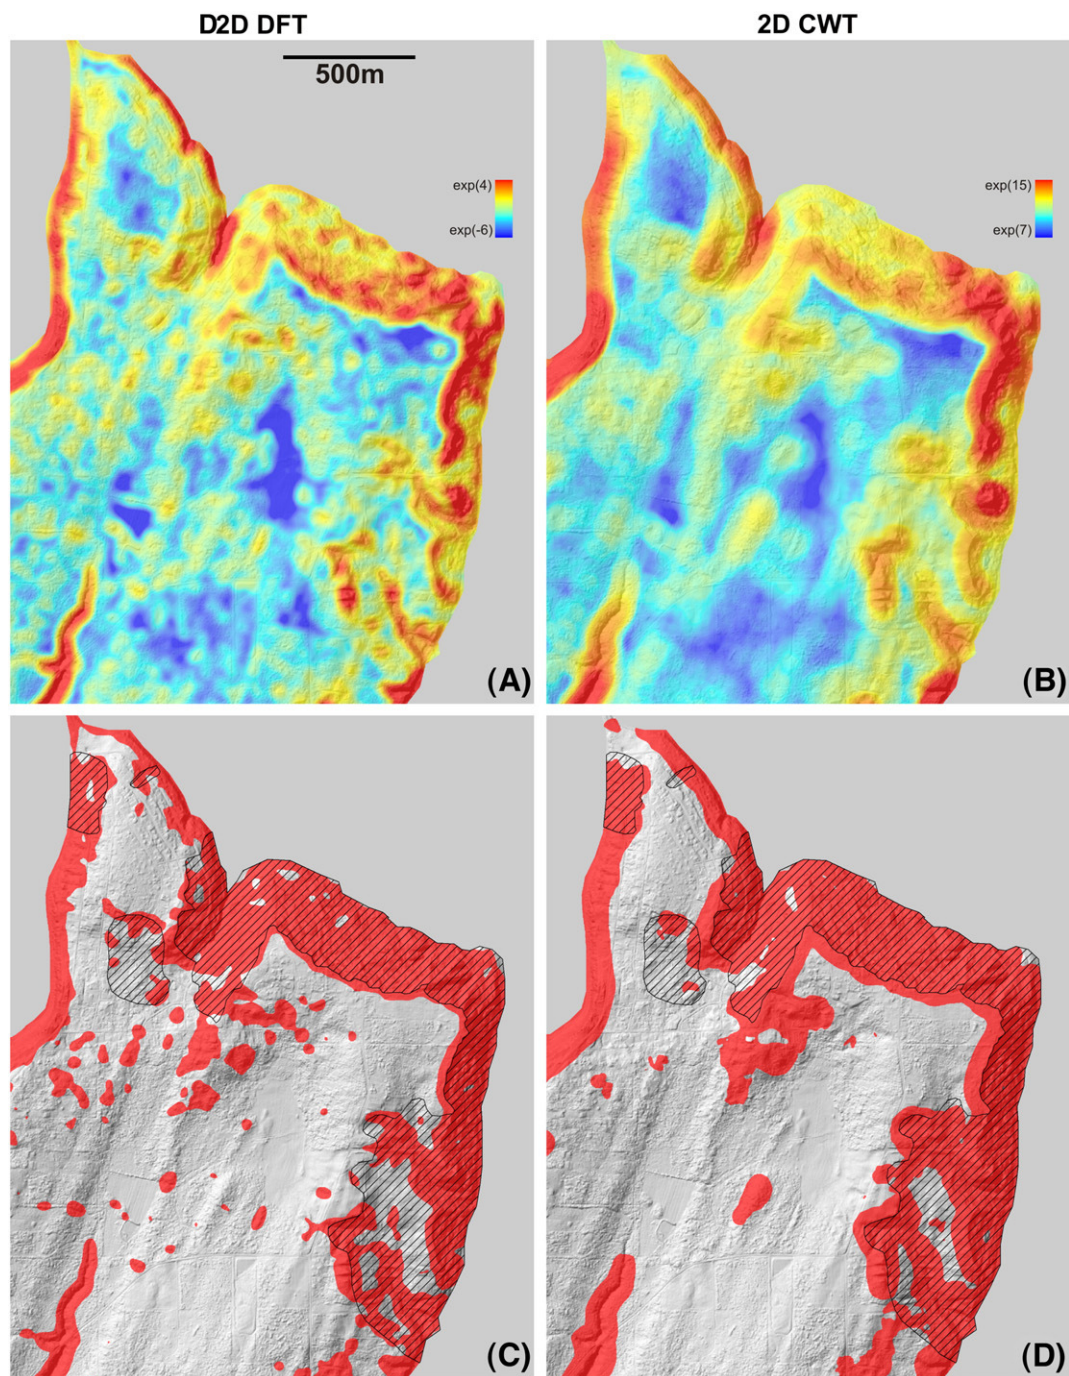 D2D DFT
2D CWT
500m
exp(4)
exp(-6)
exp(15)
exp(7)
(A)
(B)
(C)
(D)